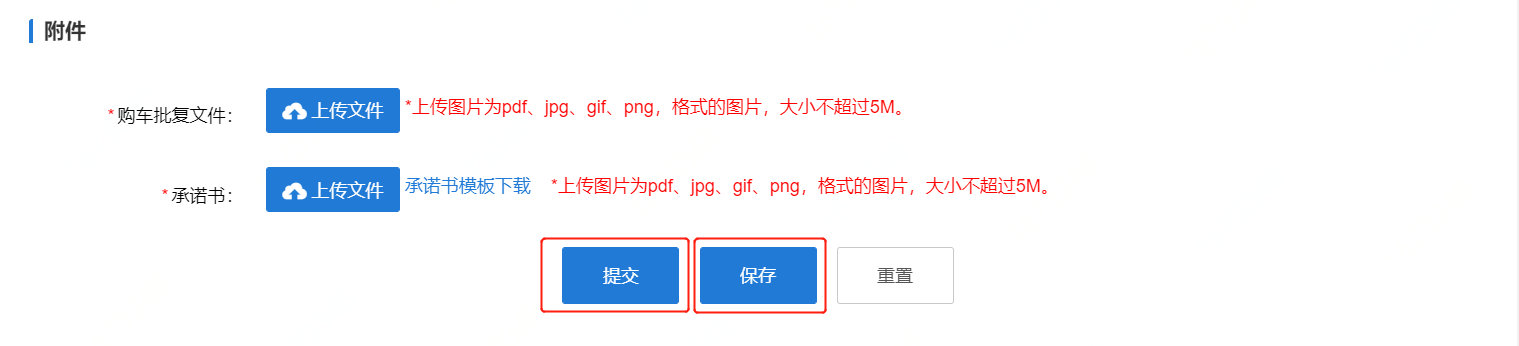 附件
*购车批复文件： 上传文件 *上传图片为pdf、jpg、gif、png，格式的图片，大小不超过5M。
*承诺书： 上传文件 承诺书模板下载 *上传图片为pdf、jpg、gif、png，格式的图片，大小不超过5M。
提交 保存 重置